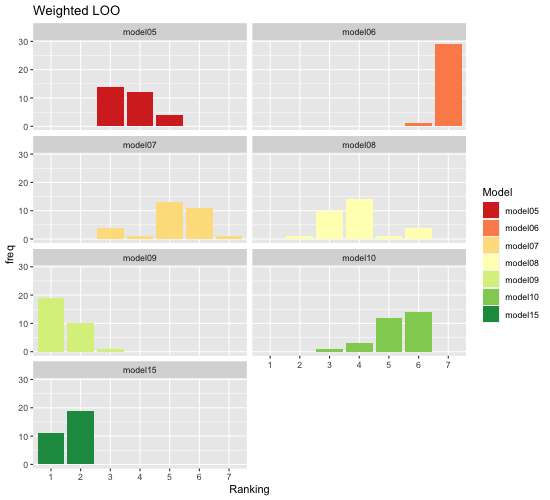 Weighted LOO
model05
model06
30
20
10
0
model07
model08
30
20
10
0
freq
model09
model10
30
20
10
0
1 2 3 4 5 6 7
model15
30
20
10
0
1 2 3 4 5 6 7
Ranking
Model
model05
model06
model07
model08
model09
model10
model15